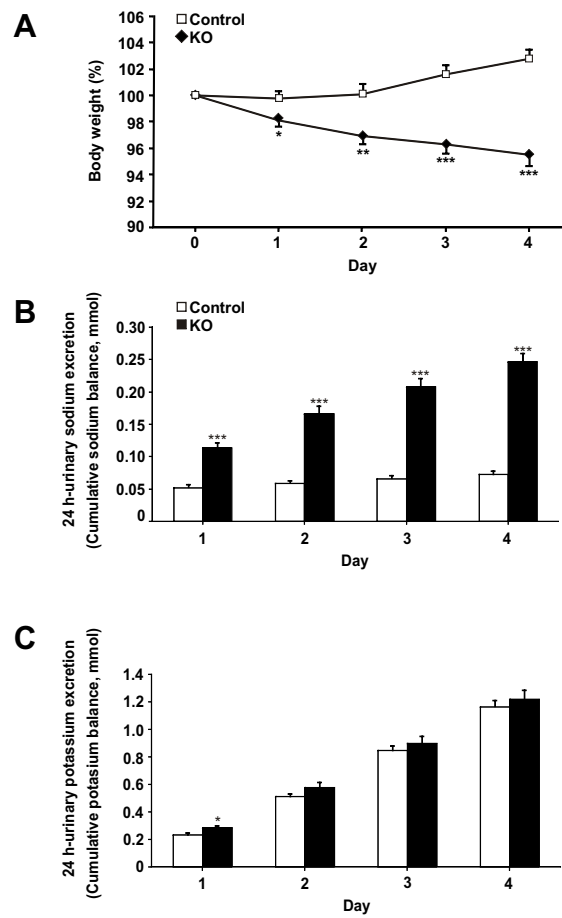 A
Control
KO
Body weight (%)
106
104
102
100
98
96
94
92
90
*
**
***
***
0 1 2 3 4
Day
B
Control
KO
24 h-urinary sodium excretion
(Cumulative sodium balance, mmol)
0.30
0.25
0.20
0.15
0.10
0.05
0
***
***
***
***
1 2 3 4
Day
C
24 h-urinary potassium excretion
(Cumulative potasium balance, mmol)
1.4
1.2
1.0
0.8
0.6
0.4
0.2
0
*
1 2 3 4
Day